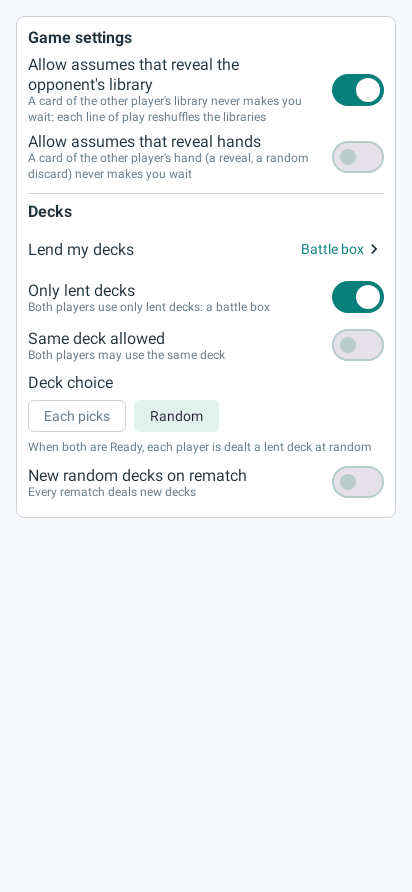 Game settings
Allow assumes that reveal the
opponent's library
A card of the other player's library never makes you
wait: each line of play reshuffles the libraries
Allow assumes that reveal hands
A card of the other player's hand (a reveal, a random
discard) never makes you wait
Decks
Lend my decks
Battle box
Only lent decks
Both players use only lent decks: a battle box
Same deck allowed
Both players may use the same deck
Deck choice
Each picks
Random
When both are Ready, each player is dealt a lent deck at random
New random decks on rematch
Every rematch deals new decks